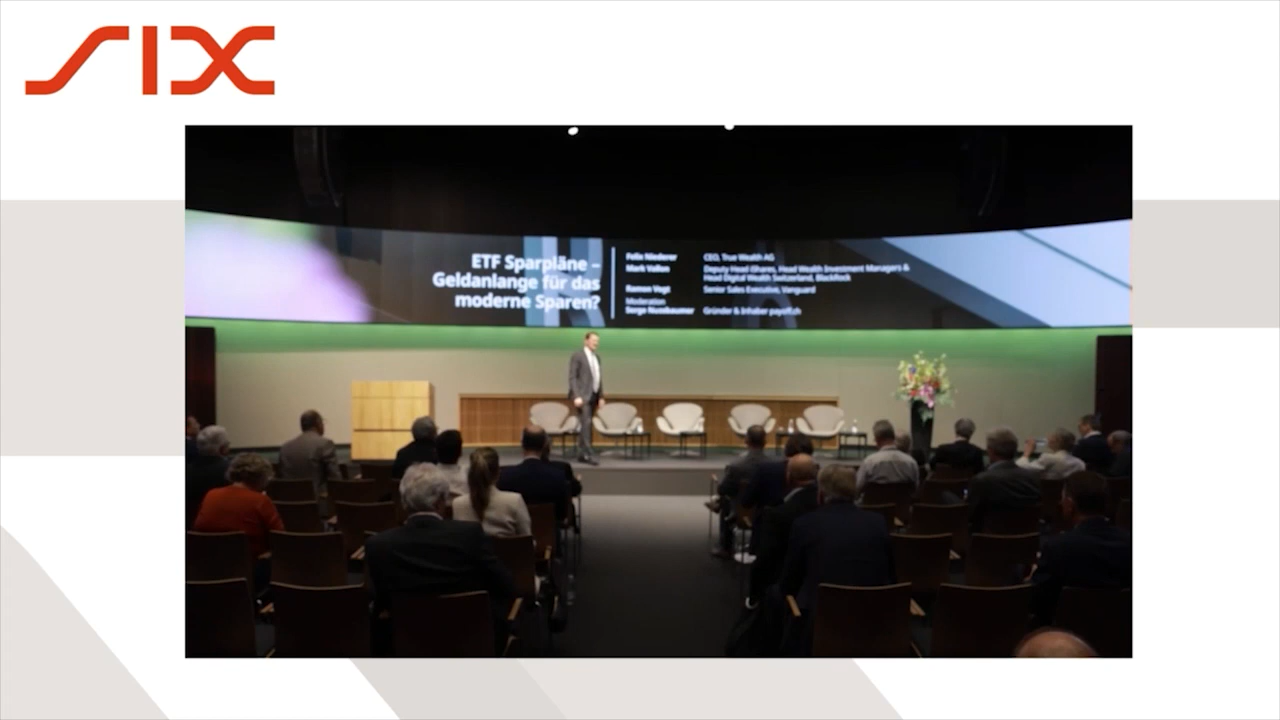 SIX
ETF Sparpläne –
Geldanlange für das
moderne Sparen?
Felix Niederer CEO, True Wealth AG
Mark Vallon Deputy Head iShares, Head Wealth Investment Managers &
Head Digital Wealth Switzerland, BlackRock
Ramon Vogt Senior Sales Executive, Vanguard
Moderation
Serge Nussbaumer Gründer & Inhaber payoff.ch